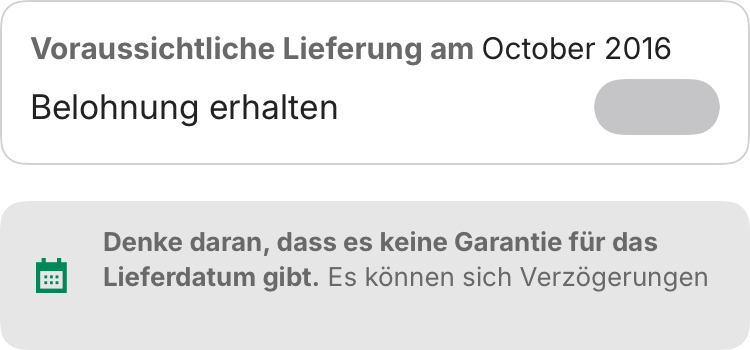 Voraussichtliche Lieferung am October 2016
Belohnung erhalten
Denke daran, dass es keine Garantie für das
Lieferdatum gibt. Es können sich Verzögerungen